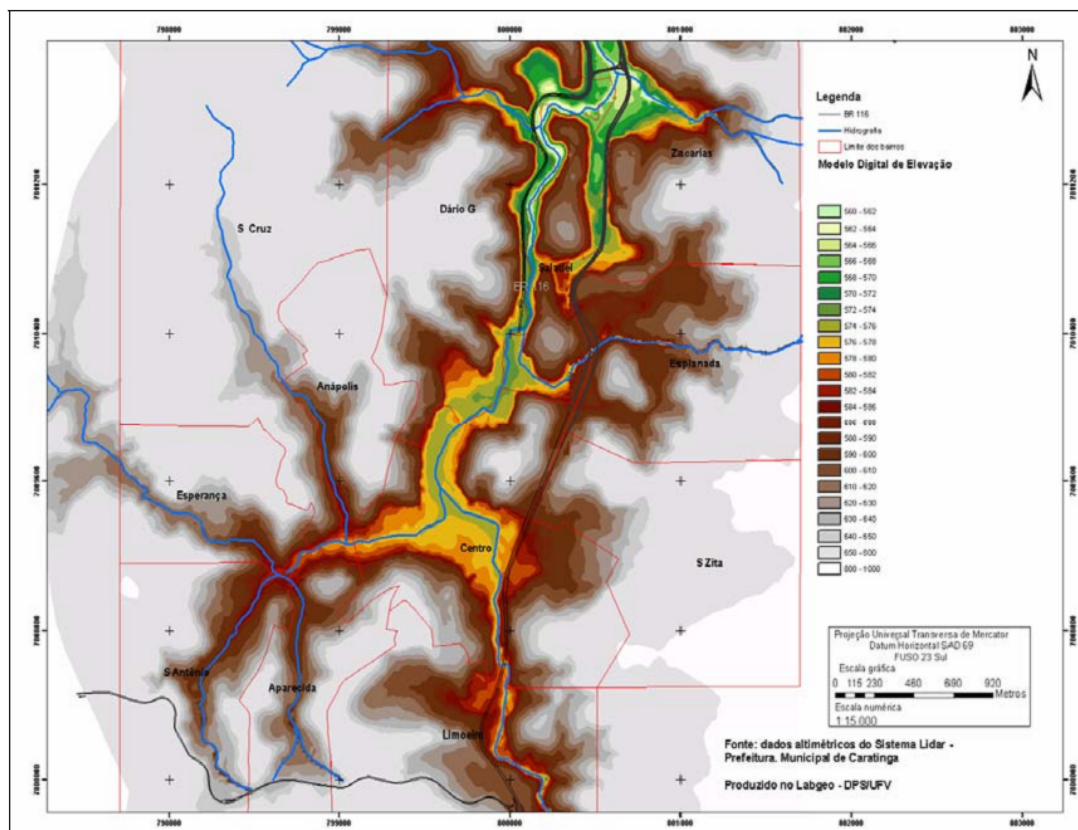 798000 799000 800000 801000 802000 803000
N
Legenda
BR 116
Hidrografia
Limite dos bairros
Modelo Digital de Elevação
560 - 562
562 - 564
564 - 566
566 - 568
568 - 570
570 - 572
572 - 574
574 - 576
576 - 578
578 - 580
580 - 582
582 - 584
584 - 586
590 - 600
600 - 610
610 - 620
620 - 630
630 - 640
640 - 650
800 - 1000
Zacarias
Dário G
S Cruz
BR 116
Esplanada
Anápolis
Esperança
Centro
S Zita
S Antônio
Aparecida
Limoeiro
Projeção Universal Transversa de Mercator
Datum Horizontal SAD 69
FUSO 23 Sul
Escala gráfica
0 115 230 460 690 920
Metros
Escala numérica
1:15 000
Fonte: dados altimétricos do Sistema Lidar -
Prefeitura. Municipal de Caratinga
Produzido no Labgeo - DPS/UFV